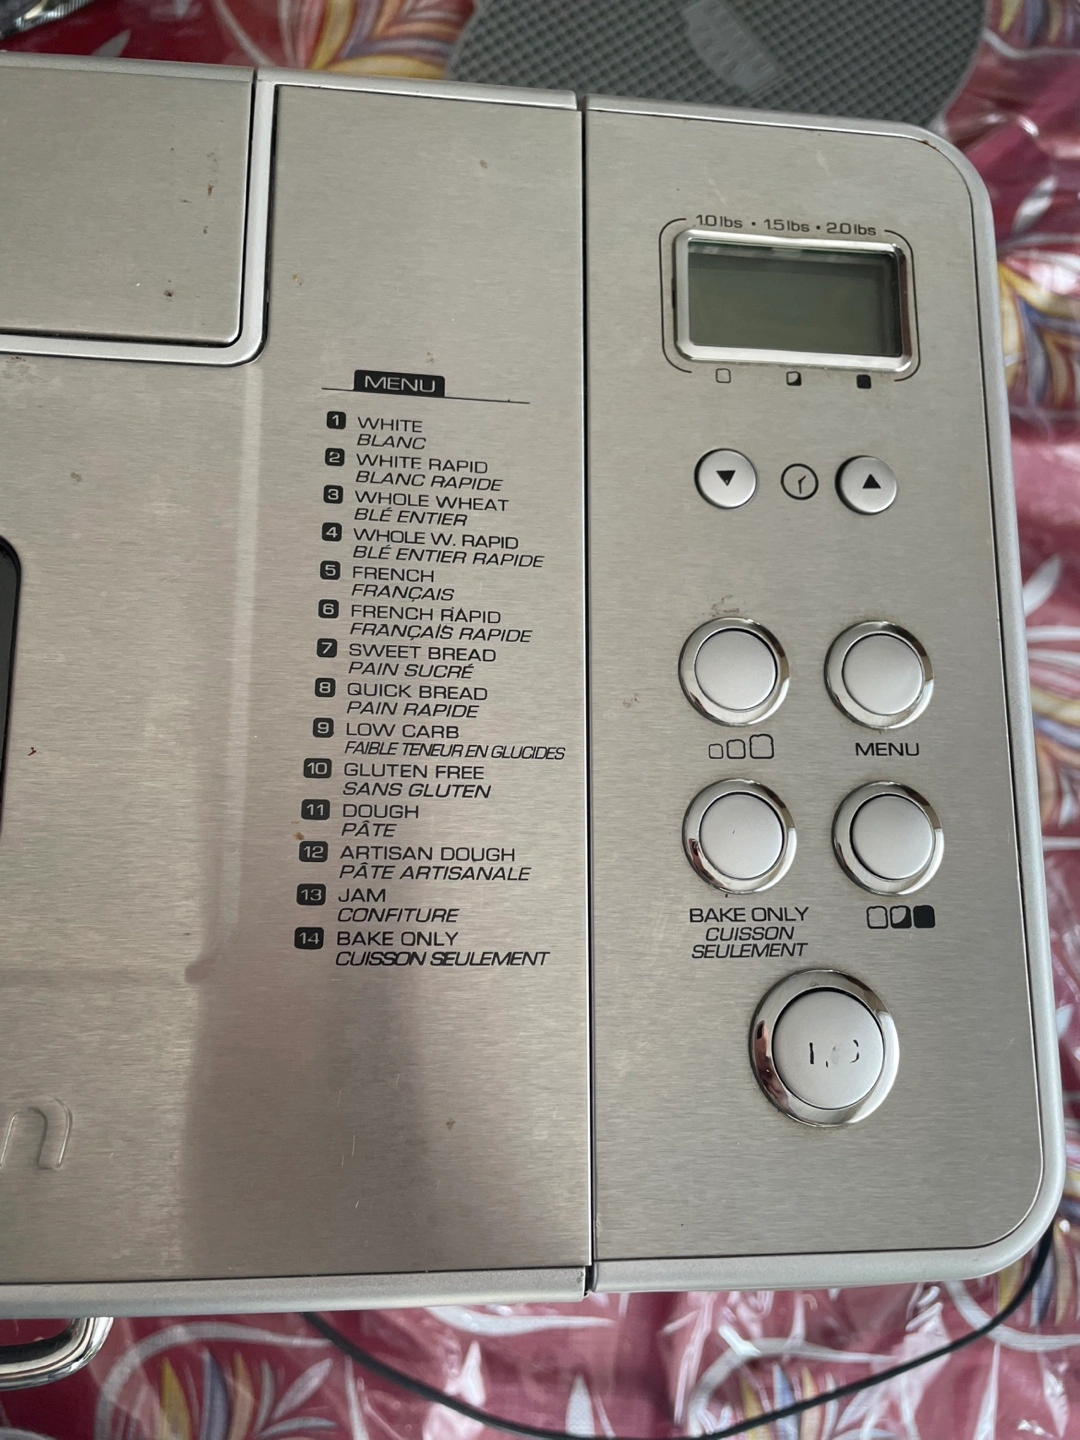 1.0 lbs • 1.5 lbs • 2.0 lbs
MENU
1 WHITE
BLANC
2 WHITE RAPID
BLANC RAPIDE
3 WHOLE WHEAT
BLÉ ENTIER
4 WHOLE W. RAPID
BLÉ ENTIER RAPIDE
5 FRENCH
FRANÇAIS
6 FRENCH RAPID
FRANÇAIS RAPIDE
7 SWEET BREAD
PAIN SUCRÉ
8 QUICK BREAD
PAIN RAPIDE
9 LOW CARB
FAIBLE TENEUR EN GLUCIDES
10 GLUTEN FREE
SANS GLUTEN
11 DOUGH
PÂTE
12 ARTISAN DOUGH
PÂTE ARTISANALE
13 JAM
CONFITURE
14 BAKE ONLY
CUISSON SEULEMENT
MENU
BAKE ONLY
CUISSON
SEULEMENT